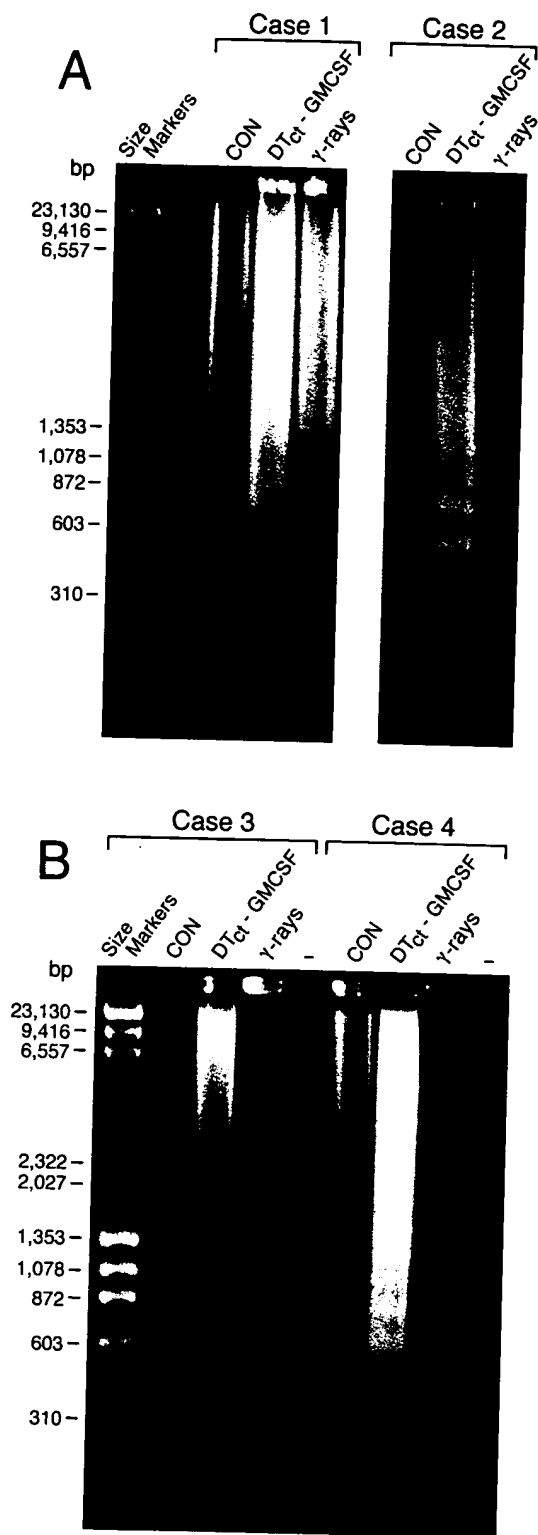 A
Case 1
Case 2
Size Markers
CON
DTct - GMCSF
γ-rays
CON
DTct - GMCSF
γ-rays
bp
23,130
9,416
6,557
1,353
1,078
872
603
310
B
Case 3
Case 4
Size Markers
CON
DTct - GMCSF
γ-rays
–
CON
DTct - GMCSF
γ-rays
–
bp
23,130
9,416
6,557
2,322
2,027
1,353
1,078
872
603
310